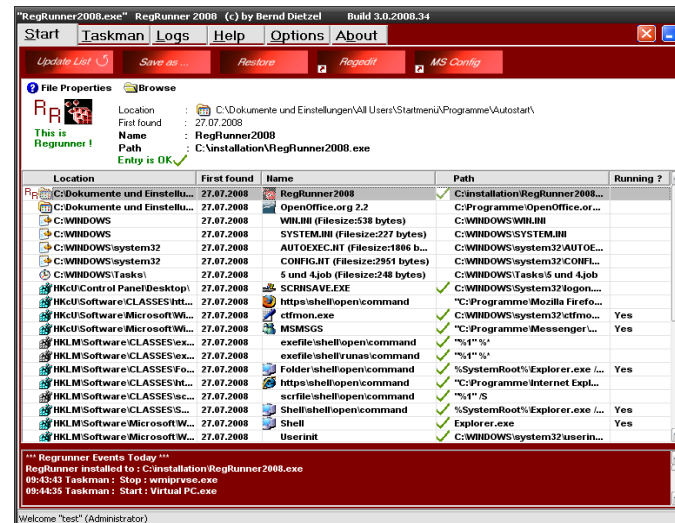 "RegRunner2008.exe" RegRunner 2008 (c) by Bernd Dietzel Build 3.0.2008.34
Start Taskman Logs Help Options About
Update List Save as ... Restore Regedit MS Config
File Properties Browse
RR
This is
Regrunner !
Location : C:\Dokumente und Einstellungen\All Users\Startmenü\Programme\Autostart\
First found : 27.07.2008
Name : RegRunner2008
Path : C:\installation\RegRunner2008.exe
Entry is OK
Location First found Name Path Running ?
C:\Dokumente und Einstellu... 27.07.2008 RegRunner2008 C:\installation\RegRunner2008...
C:\Dokumente und Einstellu... 27.07.2008 OpenOffice.org 2.2 C:\Programme\OpenOffice.or...
C:\WINDOWS 27.07.2008 WIN.INI (Filesize:538 bytes) C:\WINDOWS\WIN.INI
C:\WINDOWS 27.07.2008 SYSTEM.INI (Filesize:227 bytes) C:\WINDOWS\SYSTEM.INI
C:\WINDOWS\system32 27.07.2008 AUTOEXEC.NT (Filesize:1806 b... C:\WINDOWS\system32\AUTOE...
C:\WINDOWS\system32 27.07.2008 CONFIG.NT (Filesize:2951 bytes) C:\WINDOWS\system32\CONFI...
C:\WINDOWS\Tasks\ 27.07.2008 5 und 4.job (Filesize:248 bytes) C:\WINDOWS\Tasks\5 und 4.job
HKcU\Control Panel\Desktop\ 27.07.2008 SCRNSAVE.EXE C:\WINDOWS\system32\logon....
HKcU\Software\CLASSES\htt... 27.07.2008 https\shell\open\command "C:\Programme\Mozilla Firefo...
HKcU\Software\Microsoft\Wi... 27.07.2008 ctfmon.exe C:\WINDOWS\system32\ctfmo... Yes
HKcU\Software\Microsoft\Wi... 27.07.2008 MSMSGS "C:\Programme\Messenger\... Yes
HKLM\Software\CLASSES\ex... 27.07.2008 exefile\shell\open\command "%1" %*
HKLM\Software\CLASSES\ex... 27.07.2008 exefile\shell\runas\command "%1" %*
HKLM\Software\CLASSES\Fo... 27.07.2008 Folder\shell\open\command %SystemRoot%\Explorer.exe /... Yes
HKLM\Software\CLASSES\ht... 27.07.2008 https\shell\open\command "C:\Programme\Internet Expl...
HKLM\Software\CLASSES\sc... 27.07.2008 scrfile\shell\open\command "%1" /S
HKLM\Software\CLASSES\S... 27.07.2008 Shell\shell\open\command %SystemRoot%\Explorer.exe /... Yes
HKLM\Software\Microsoft\W... 27.07.2008 Shell Explorer.exe Yes
HKLM\Software\Microsoft\W... 27.07.2008 Userinit C:\WINDOWS\system32\userin...
*** Regrunner Events Today ***
RegRunner installed to : C:\installation\RegRunner2008.exe
09:43:43 Taskman : Stop : wmiprvse.exe
09:44:35 Taskman : Start : Virtual PC.exe
Welcome "test" (Administrator)